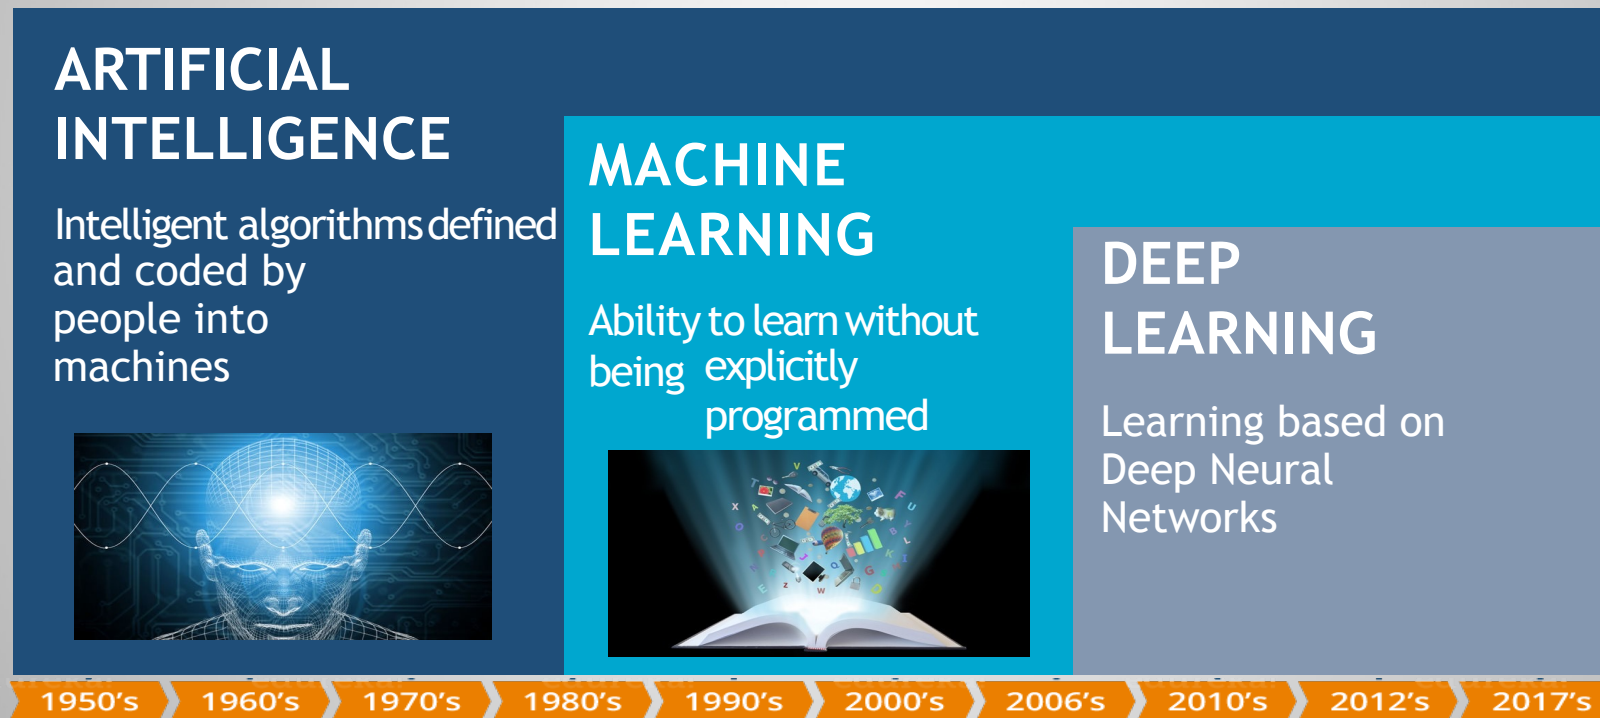 ARTIFICIAL
INTELLIGENCE
Intelligent algorithms defined
and coded by
people into
machines
MACHINE
LEARNING
Ability to learn without
being explicitly
programmed
DEEP
LEARNING
Learning based on
Deep Neural
Networks
1950's 1960's 1970's 1980's 1990's 2000's 2006's 2010's 2012's 2017's